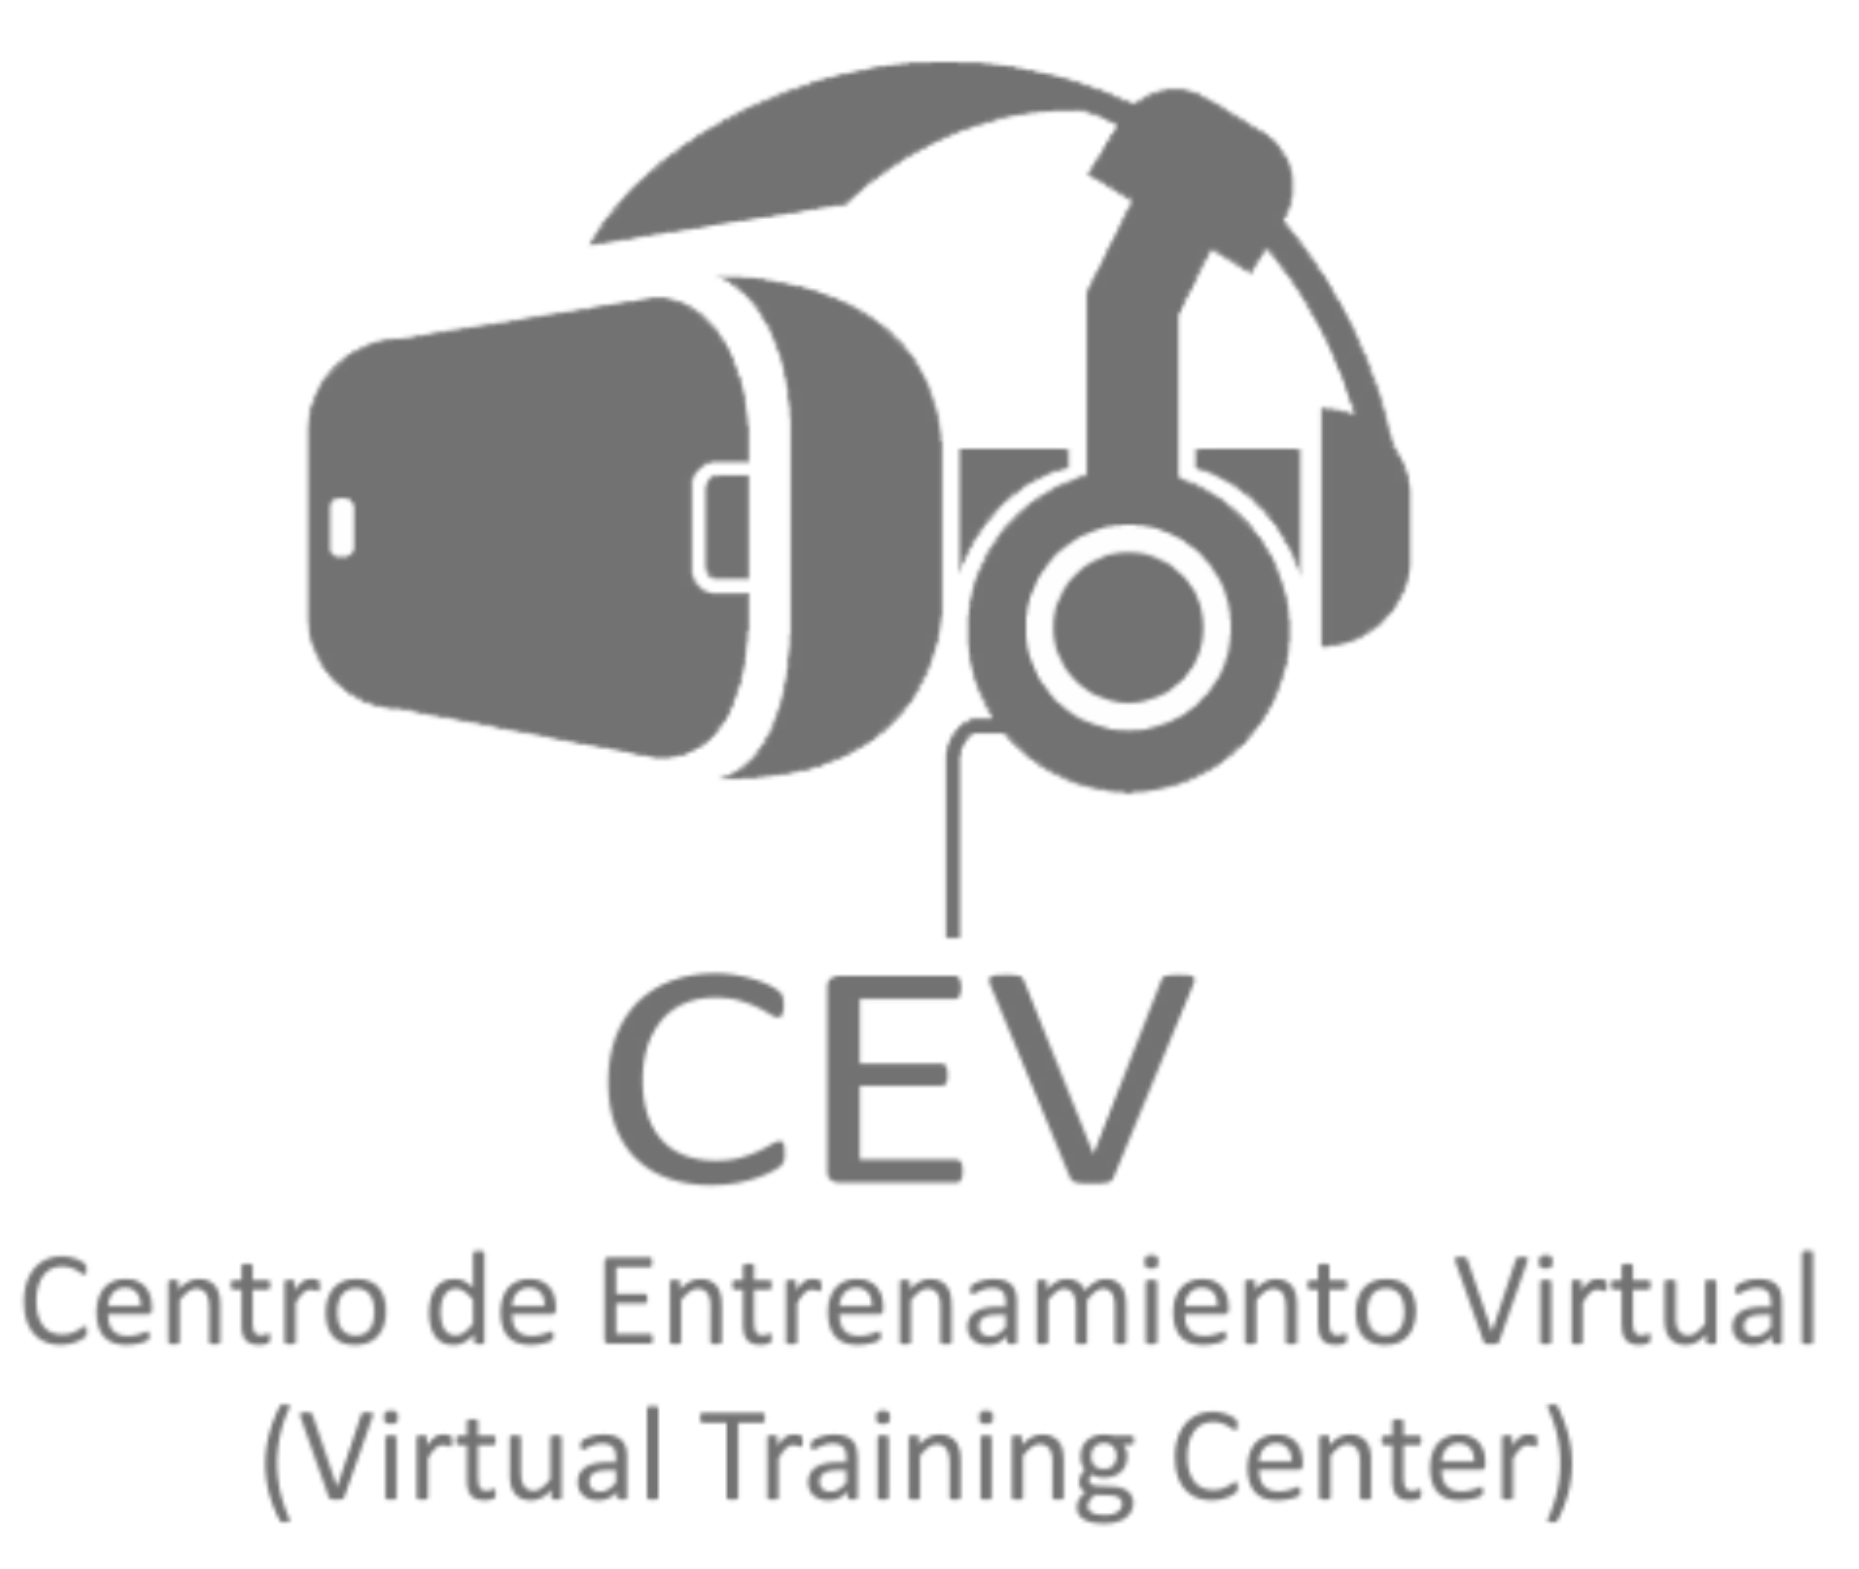 CEV
Centro de Entrenamiento Virtual
(Virtual Training Center)